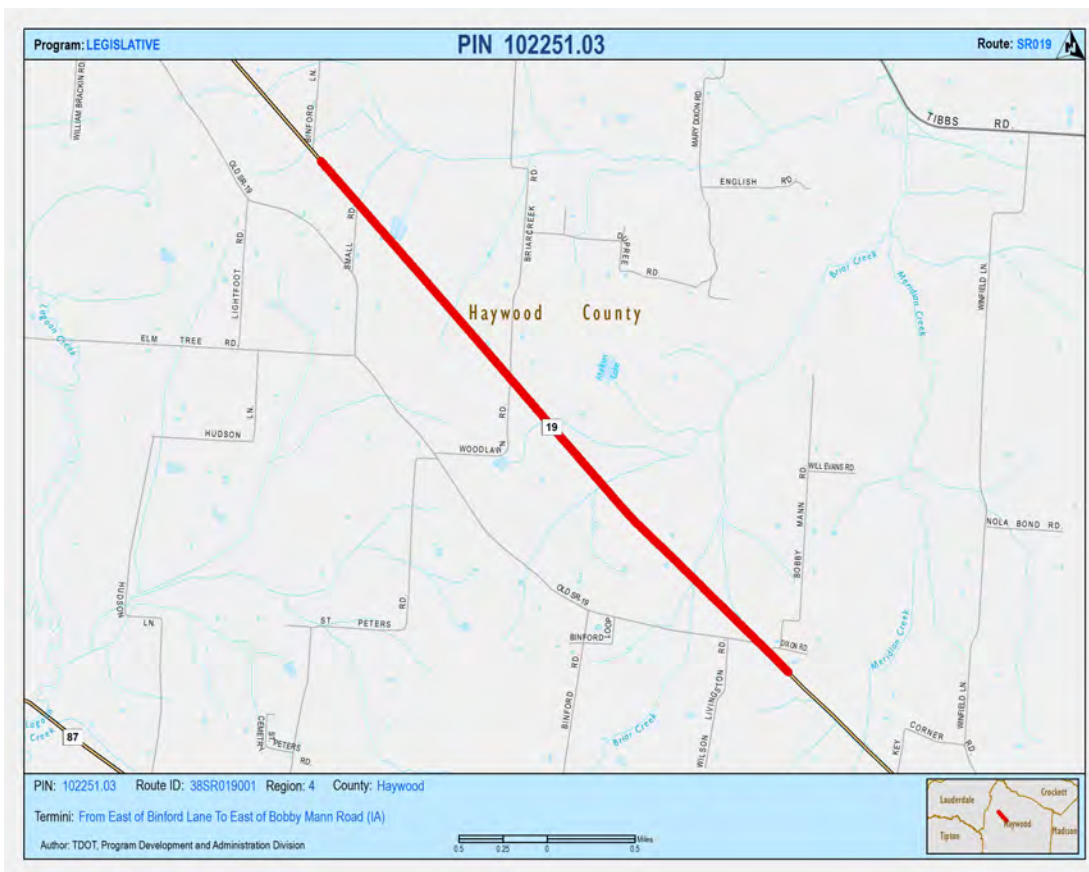 Program: LEGISLATIVE
PIN 102251.03
Route: SR019
N
WILLIAM BRACKIN RD.
BINFORD LN.
MARY DIXON RD.
TIBBS RD.
OLD SR-19
ENGLISH RD.
SMALL RD.
BRIARCREEK RD.
DUPREE RD.
LIGHTFOOT RD.
Briar Creek
Meridian Creek
WINFIELD LN.
Haywood County
Lagoon Creek
ELM TREE RD.
Lake
HUDSON LN.
19
WOODLAWN RD.
WILL EVANS RD.
BOBBY MANN RD.
NOLA BOND RD.
HUDSON LN.
OLD SR-19
ST. PETERS RD.
BINFORD LOOP
DIXON RD.
Meridian Creek
BINFORD RD.
WILSON LIVINGSTON RD.
WINFIELD LN.
Briar Creek
KEY CORNER RD.
CEMETRY
ST. PETERS RD.
Creek
87
PIN: 102251.03 Route ID: 38SR019001 Region: 4 County: Haywood
Termini: From East of Binford Lane To East of Bobby Mann Road (IA)
Author: TDOT, Program Development and Administration Division
0.5 0.25 0 0.5 Miles
Lauderdale
Crockett
Haywood
Tipton
Madison